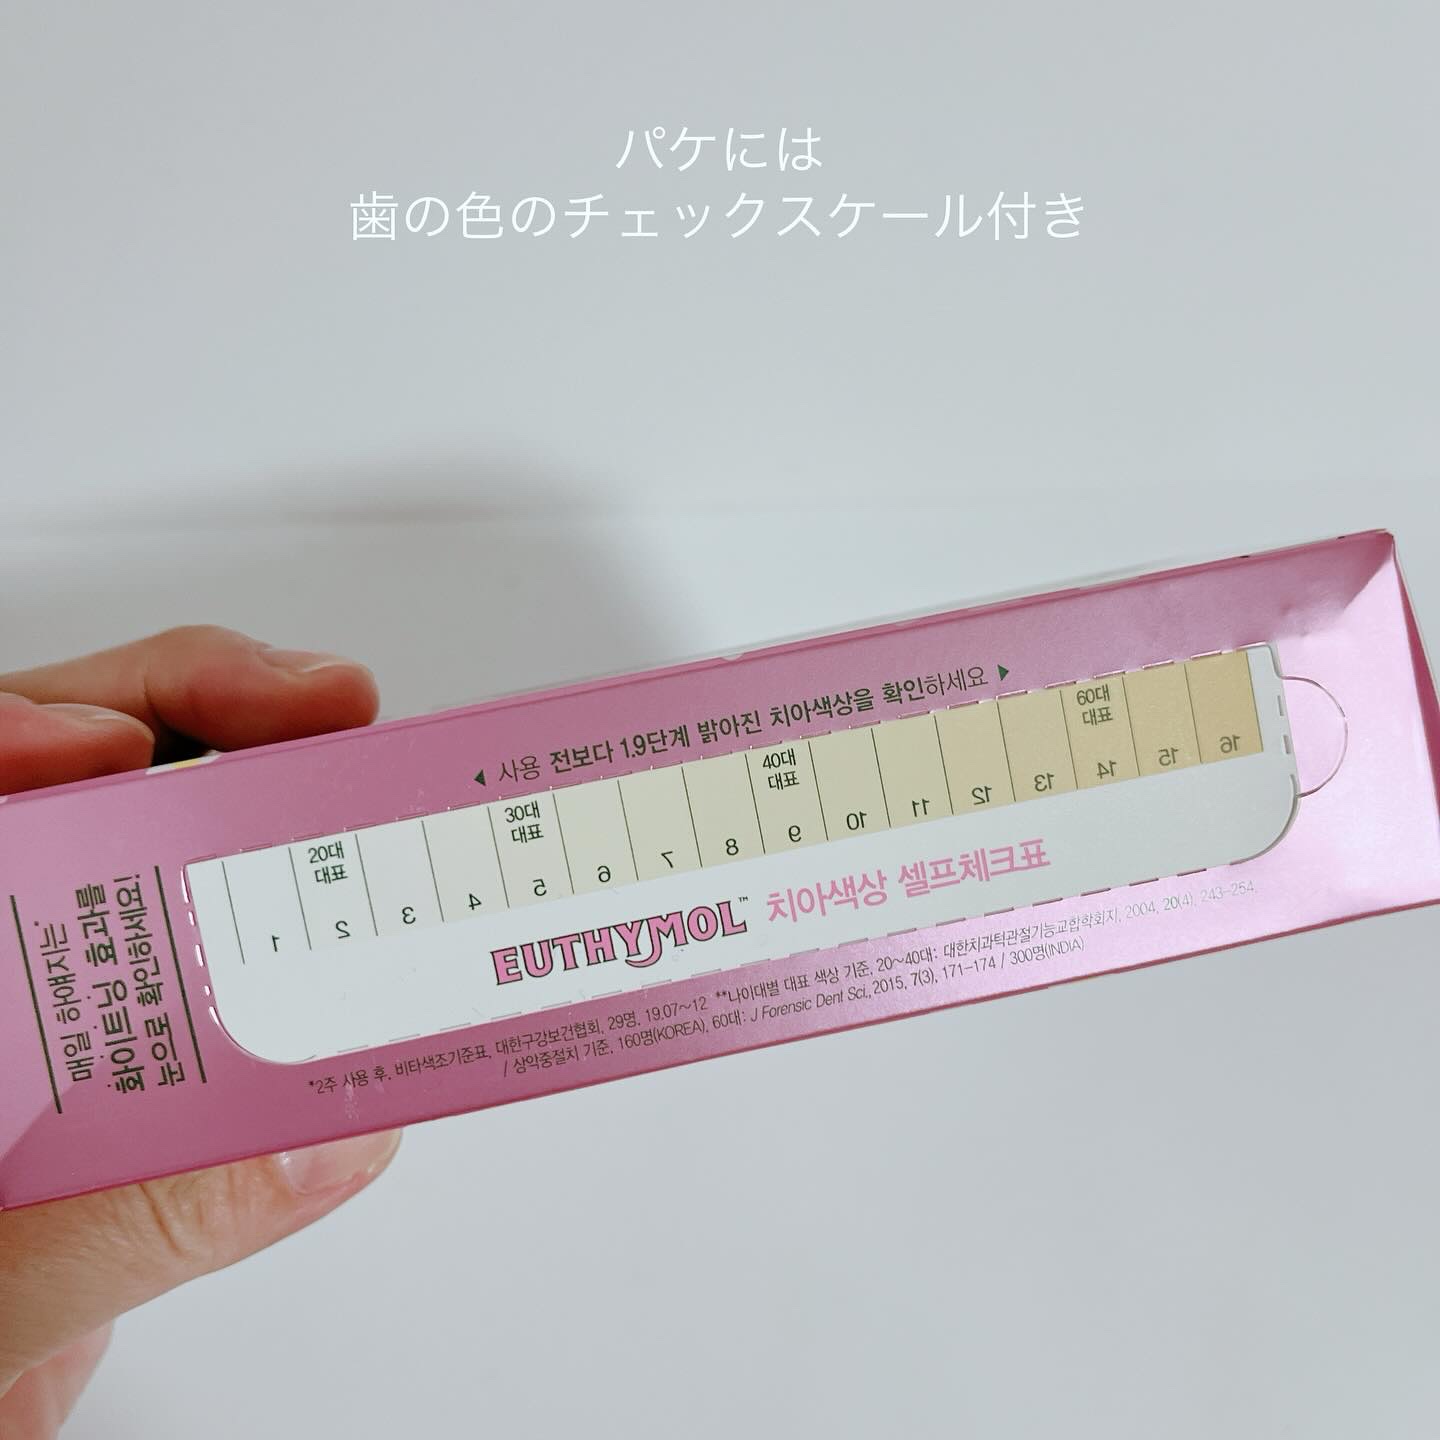 パケには
歯の色のチェックスケール付き
◀ 사용 전보다 1.9단계 밝아진 치아색상을 확인하세요 ▶
매일 하얘지는*
화이트닝 효과를
눈으로 확인하세요!
20대
대표
30대
대표
40대
대표
60대
대표
1 2 3 4 5 6 7 8 9 10 11 12 13 14 15 16
EUTHYMOL™ 치아색상 셀프체크표
*2주 사용 후, 비타색조기준표, 대한구강보건협회, 29명, 19.07~12 **나이대별 대표 색상 기준, 20~40대: 대한치과턱관절기능교합학회지, 2004, 20(4), 243-254,
/ 상악중절치 기준, 160명(KOREA), 60대: J Forensic Dent Sci., 2015, 7(3), 171-174 / 300명(INDIA)